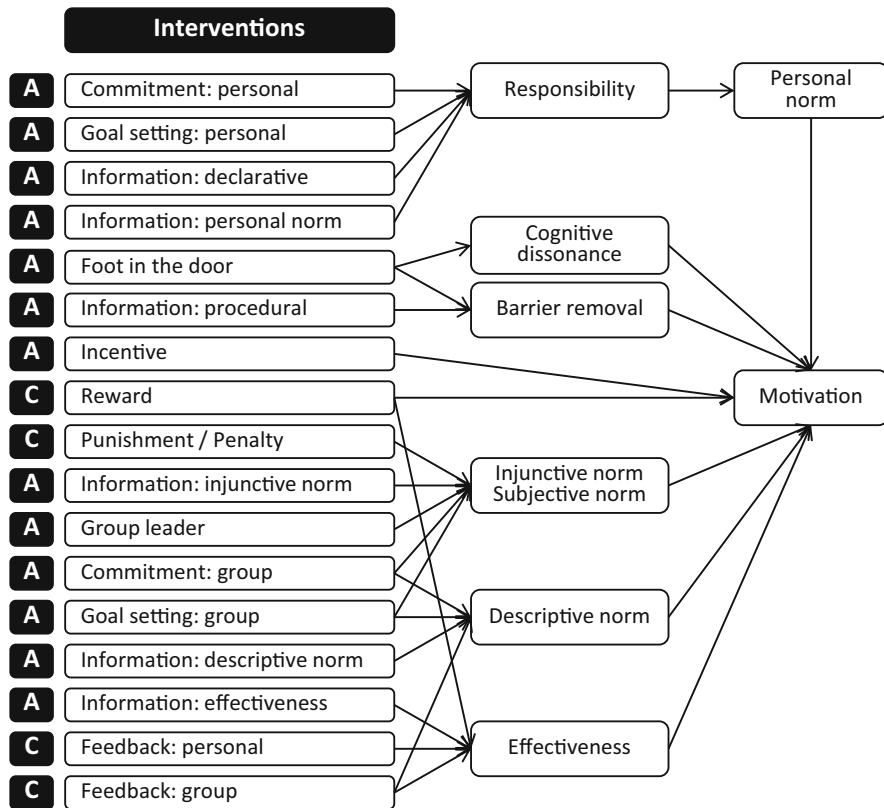 Interventions
A Commitment: personal
A Goal setting: personal
A Information: declarative
A Information: personal norm
A Foot in the door
A Information: procedural
A Incentive
C Reward
C Punishment / Penalty
A Information: injunctive norm
A Group leader
A Commitment: group
A Goal setting: group
A Information: descriptive norm
A Information: effectiveness
C Feedback: personal
C Feedback: group
Responsibility
Cognitive
dissonance
Barrier removal
Injunctive norm
Subjective norm
Descriptive norm
Effectiveness
Personal
norm
Motivation